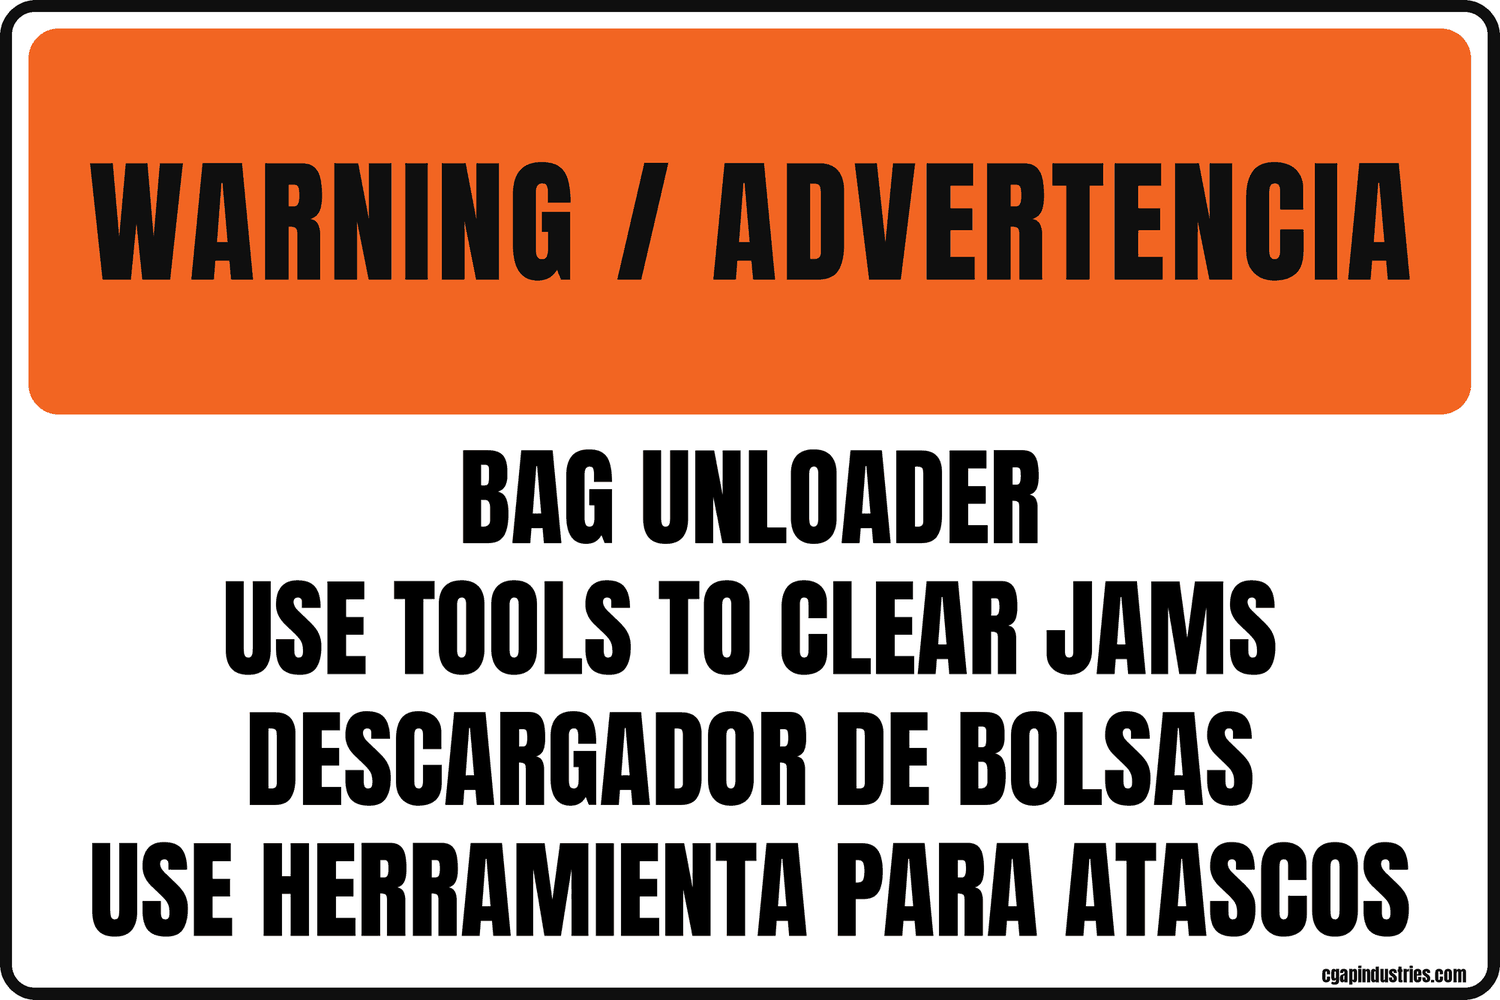 WARNING / ADVERTENCIA
BAG UNLOADER
USE TOOLS TO CLEAR JAMS
DESCARGADOR DE BOLSAS
USE HERRAMIENTA PARA ATASCOS
cgapindustries.com